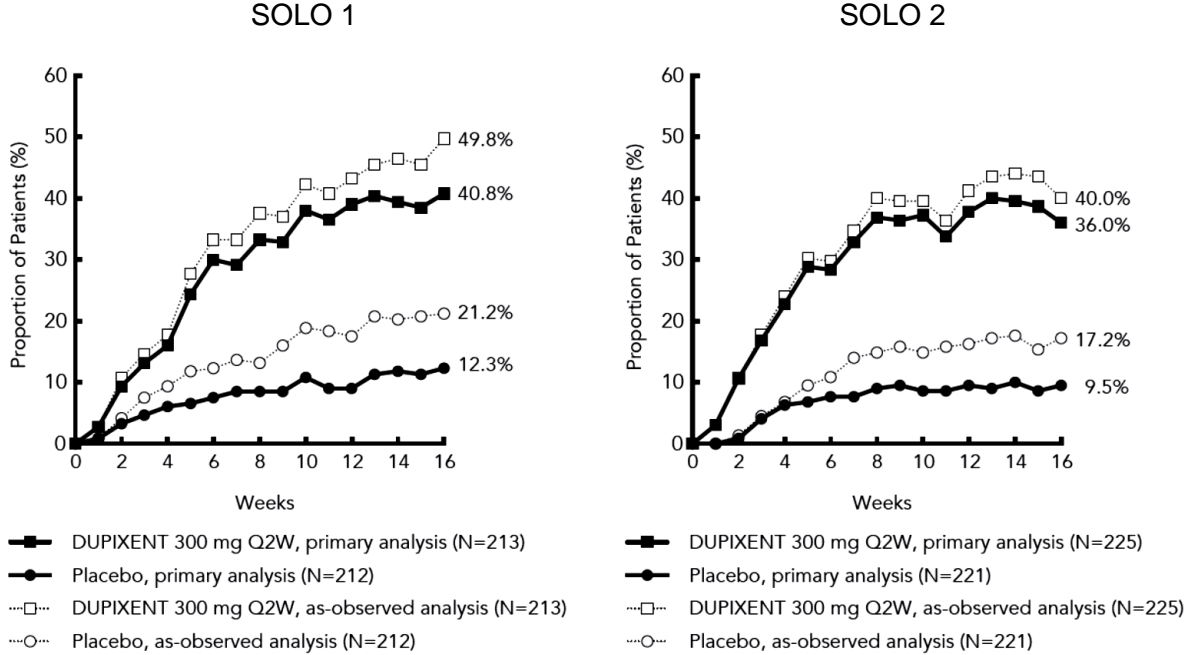 SOLO 1
60
50
40
30
20
10
0
Proportion of Patients (%)
49.8%
40.8%
21.2%
12.3%
0 2 4 6 8 10 12 14 16
Weeks
DUPIXENT 300 mg Q2W, primary analysis (N=213)
Placebo, primary analysis (N=212)
DUPIXENT 300 mg Q2W, as-observed analysis (N=213)
Placebo, as-observed analysis (N=212)
SOLO 2
60
50
40
30
20
10
0
Proportion of Patients (%)
40.0%
36.0%
17.2%
9.5%
0 2 4 6 8 10 12 14 16
Weeks
DUPIXENT 300 mg Q2W, primary analysis (N=225)
Placebo, primary analysis (N=221)
DUPIXENT 300 mg Q2W, as-observed analysis (N=225)
Placebo, as-observed analysis (N=221)